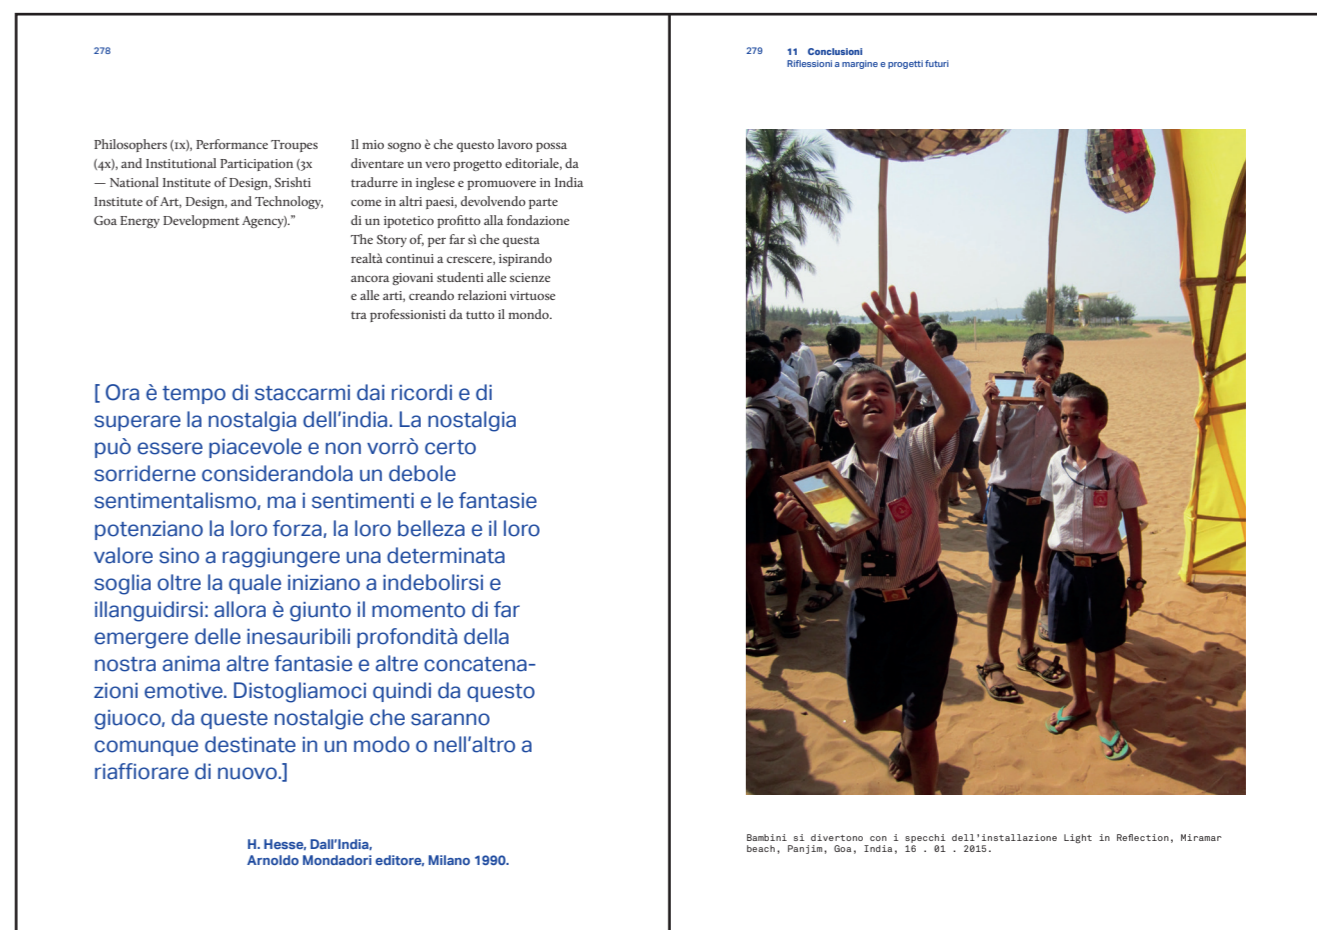 278
Philosophers (1x), Performance Troupes
(4x), and Institutional Participation (3x
— National Institute of Design, Srishti
Institute of Art, Design, and Technology,
Goa Energy Development Agency).”
Il mio sogno è che questo lavoro possa
diventare un vero progetto editoriale, da
tradurre in inglese e promuovere in India
come in altri paesi, devolvendo parte
di un ipotetico profitto alla fondazione
The Story of, per far sì che questa
realtà continui a crescere, ispirando
ancora giovani studenti alle scienze
e alle arti, creando relazioni virtuose
tra professionisti da tutto il mondo.
[ Ora è tempo di staccarmi dai ricordi e di
superare la nostalgia dell’india. La nostalgia
può essere piacevole e non vorrò certo
sorriderne considerandola un debole
sentimentalismo, ma i sentimenti e le fantasie
potenziano la loro forza, la loro belleza e il loro
valore sino a raggiungere una determinata
soglia oltre la quale iniziano a indebolirsi e
illanguidirsi: allora è giunto il momento di far
emergere delle inesauribili profondità della
nostra anima altre fantasie e altre concatena-
zioni emotive. Distogliamoci quindi da questo
giuoco, da queste nostalgie che saranno
comunque destinate in un modo o nell’altro a
riaffiorare di nuovo.]
H. Hesse, Dall’India,
Arnoldo Mondadori editore, Milano 1990.
279 11 Conclusioni
Riflessioni a margine e progetti futuri
Bambini si divertono con i specchi dell’installazione Light in Reflection, Miramar
beach, Panjim, Goa, India, 16 . 01 . 2015.